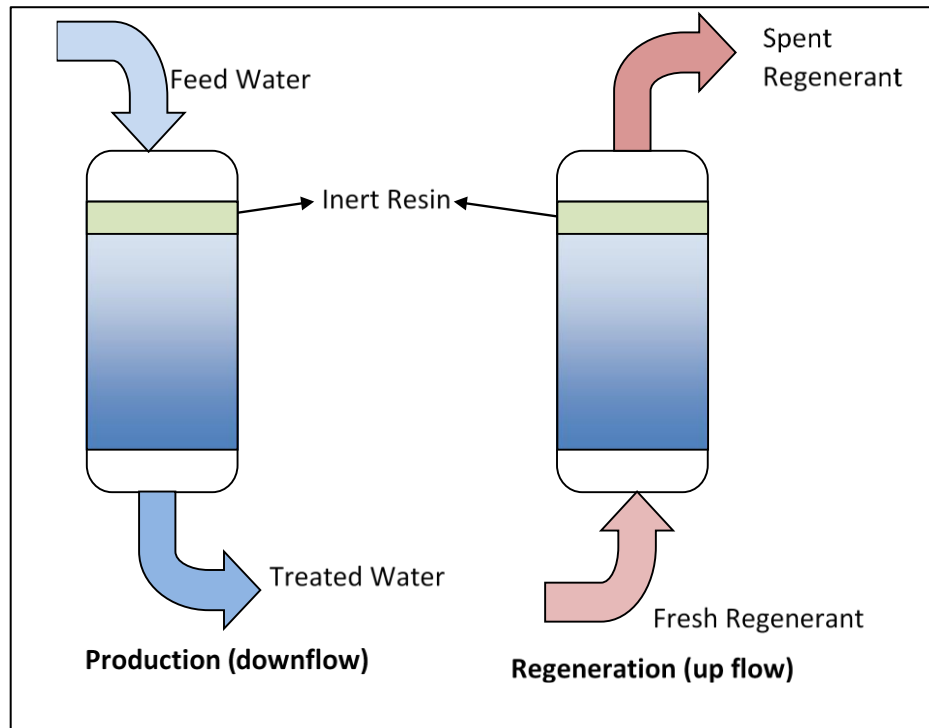 Feed Water
Spent
Regenerant
Inert Resin
Treated Water
Fresh Regenerant
Production (downflow)
Regeneration (up flow)